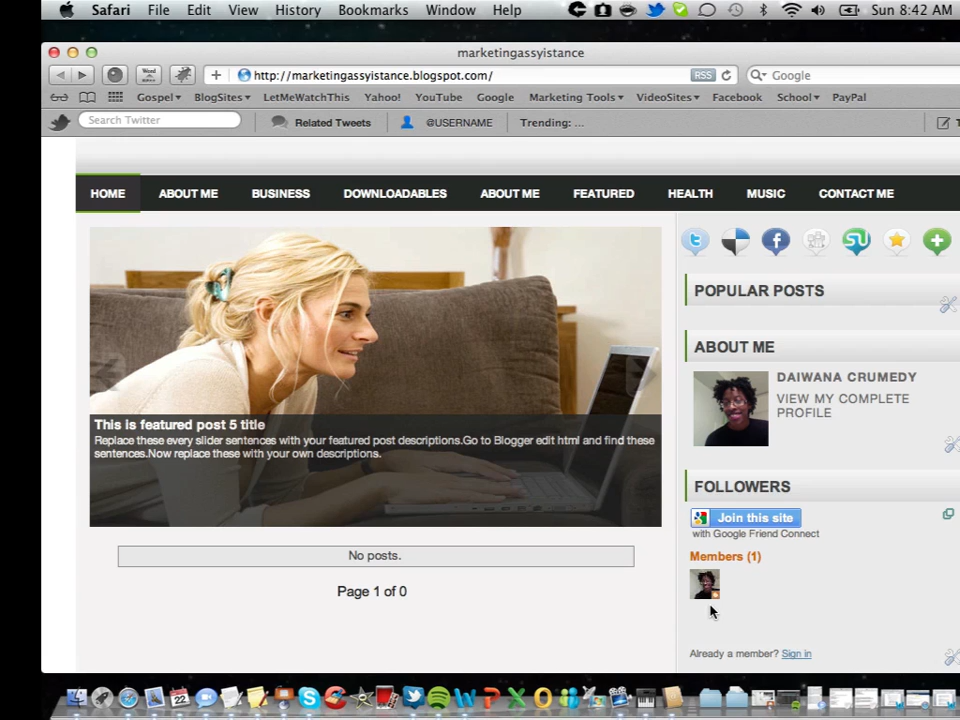 Safari File Edit View History Bookmarks Window Help Sun 8:42 AM
marketingassyistance
http://marketingassyistance.blogspot.com/ RSS Google
Gospel BlogSites LetMeWatchThis Yahoo! YouTube Google Marketing Tools VideoSites Facebook School PayPal
Search Twitter Related Tweets @USERNAME Trending: ...
HOME ABOUT ME BUSINESS DOWNLOADABLES ABOUT ME FEATURED HEALTH MUSIC CONTACT ME
This is featured post 5 title
Replace these every slider sentences with your featured post descriptions.Go to Blogger edit html and find these
sentences.Now replace these with your own descriptions.
No posts.
Page 1 of 0
POPULAR POSTS
ABOUT ME
DAIWANA CRUMEDY
VIEW MY COMPLETE
PROFILE
FOLLOWERS
Join this site
with Google Friend Connect
Members (1)
Already a member? Sign in